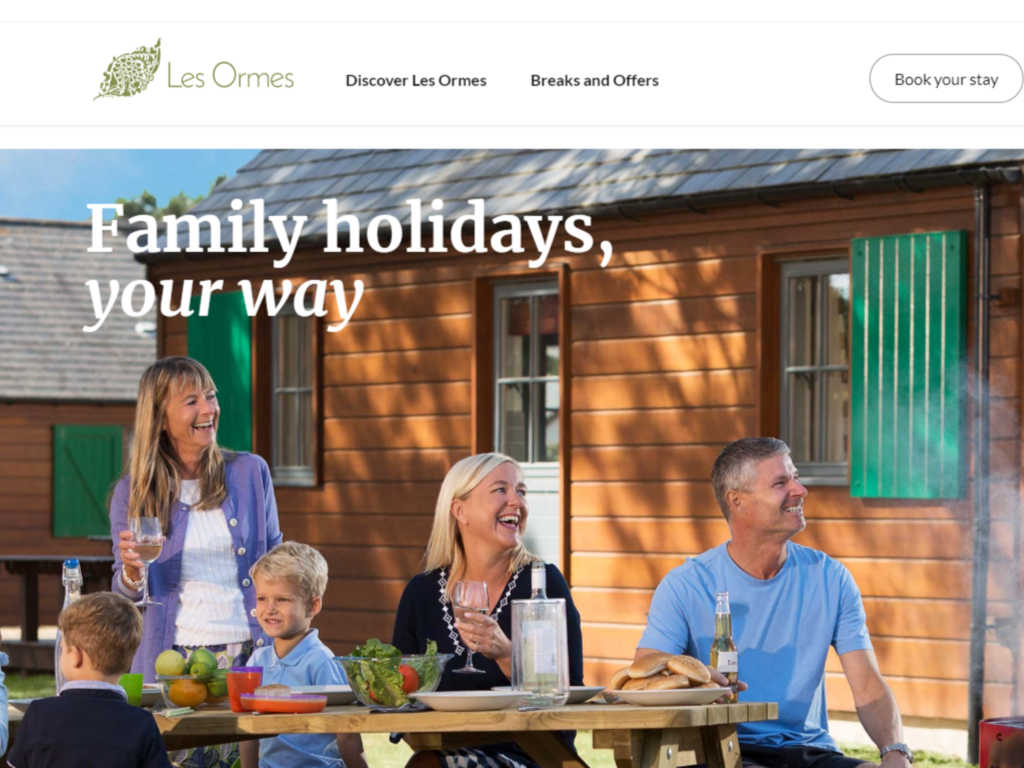 Les Ormes
Discover Les Ormes
Breaks and Offers
Book your stay
Family holidays,
your way